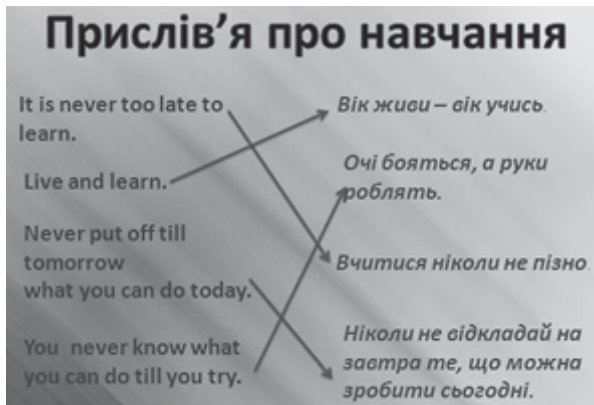 Прислів’я про навчання
It is never too late to
learn.
Live and learn.
Never put off till
tomorrow
what you can do today.
You never know what
you can do till you try.
Вік живи – вік учись.
Очі бояться, а руки
роблять.
Вчитися ніколи не пізно.
Ніколи не відкладай на
завтра те, що можна
зробити сьогодні.